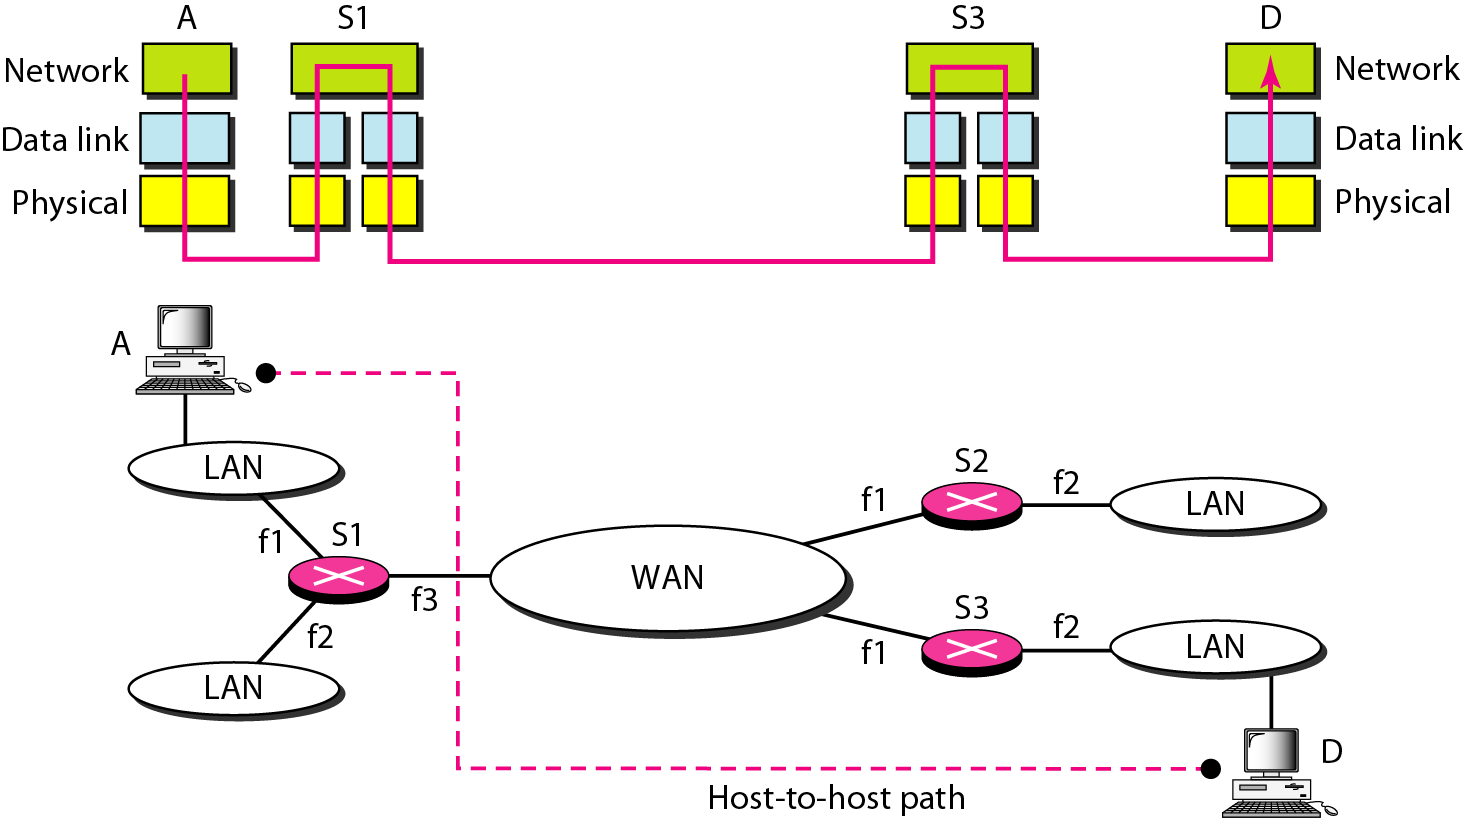 A S1 S3 D
Network Network
Data link Data link
Physical Physical
A
LAN
S2
f1 f2 LAN
f1 S1
WAN
f3
S3
f2
f1 f2 LAN
LAN
D
Host-to-host path